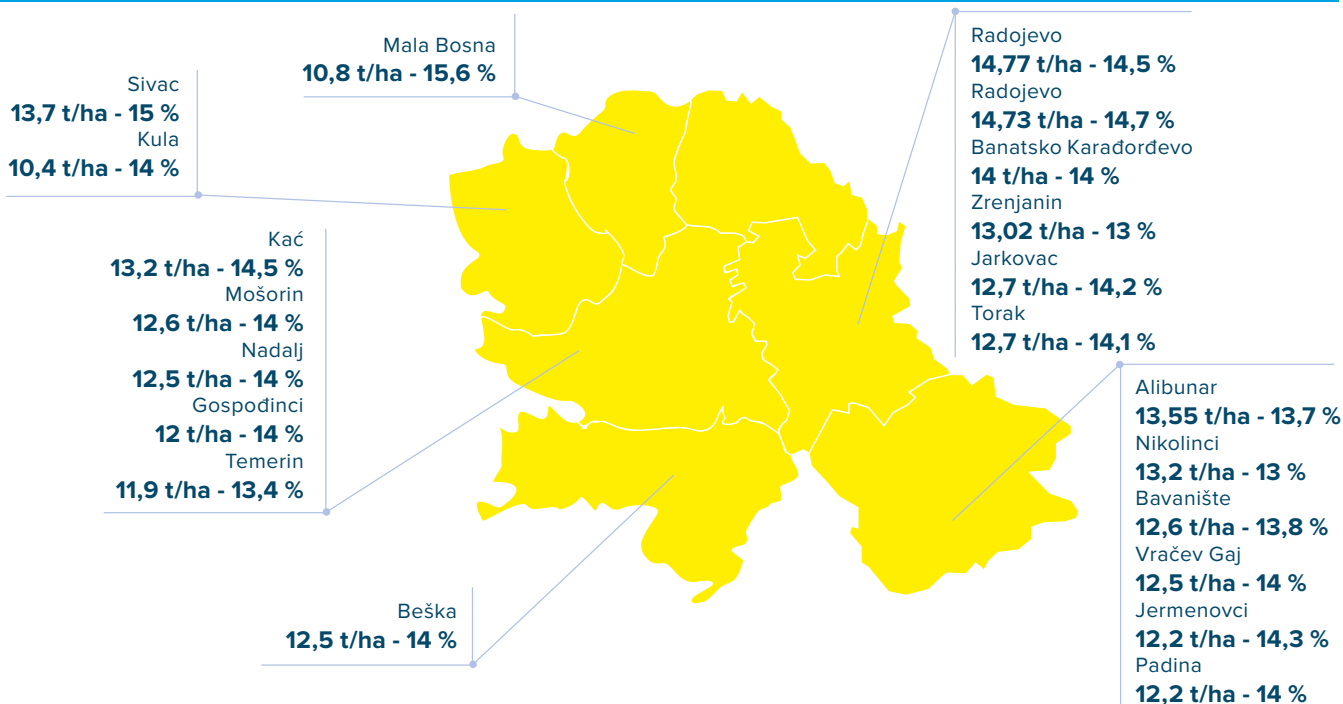 Mala Bosna
10,8 t/ha - 15,6 %
Sivac
13,7 t/ha - 15 %
Kula
10,4 t/ha - 14 %
Kać
13,2 t/ha - 14,5 %
Mošorin
12,6 t/ha - 14 %
Nadalj
12,5 t/ha - 14 %
Gospođinci
12 t/ha - 14 %
Temerin
11,9 t/ha - 13,4 %
Beška
12,5 t/ha - 14 %
Radojevo
14,77 t/ha - 14,5 %
Radojevo
14,73 t/ha - 14,7 %
Banatsko Karađorđevo
14 t/ha - 14 %
Zrenjanin
13,02 t/ha - 13 %
Jarkovac
12,7 t/ha - 14,2 %
Torak
12,7 t/ha - 14,1 %
Alibunar
13,55 t/ha - 13,7 %
Nikolinci
13,2 t/ha - 13 %
Bavanište
12,6 t/ha - 13,8 %
Vračev Gaj
12,5 t/ha - 14 %
Jermenovci
12,2 t/ha - 14,3 %
Padina
12,2 t/ha - 14 %